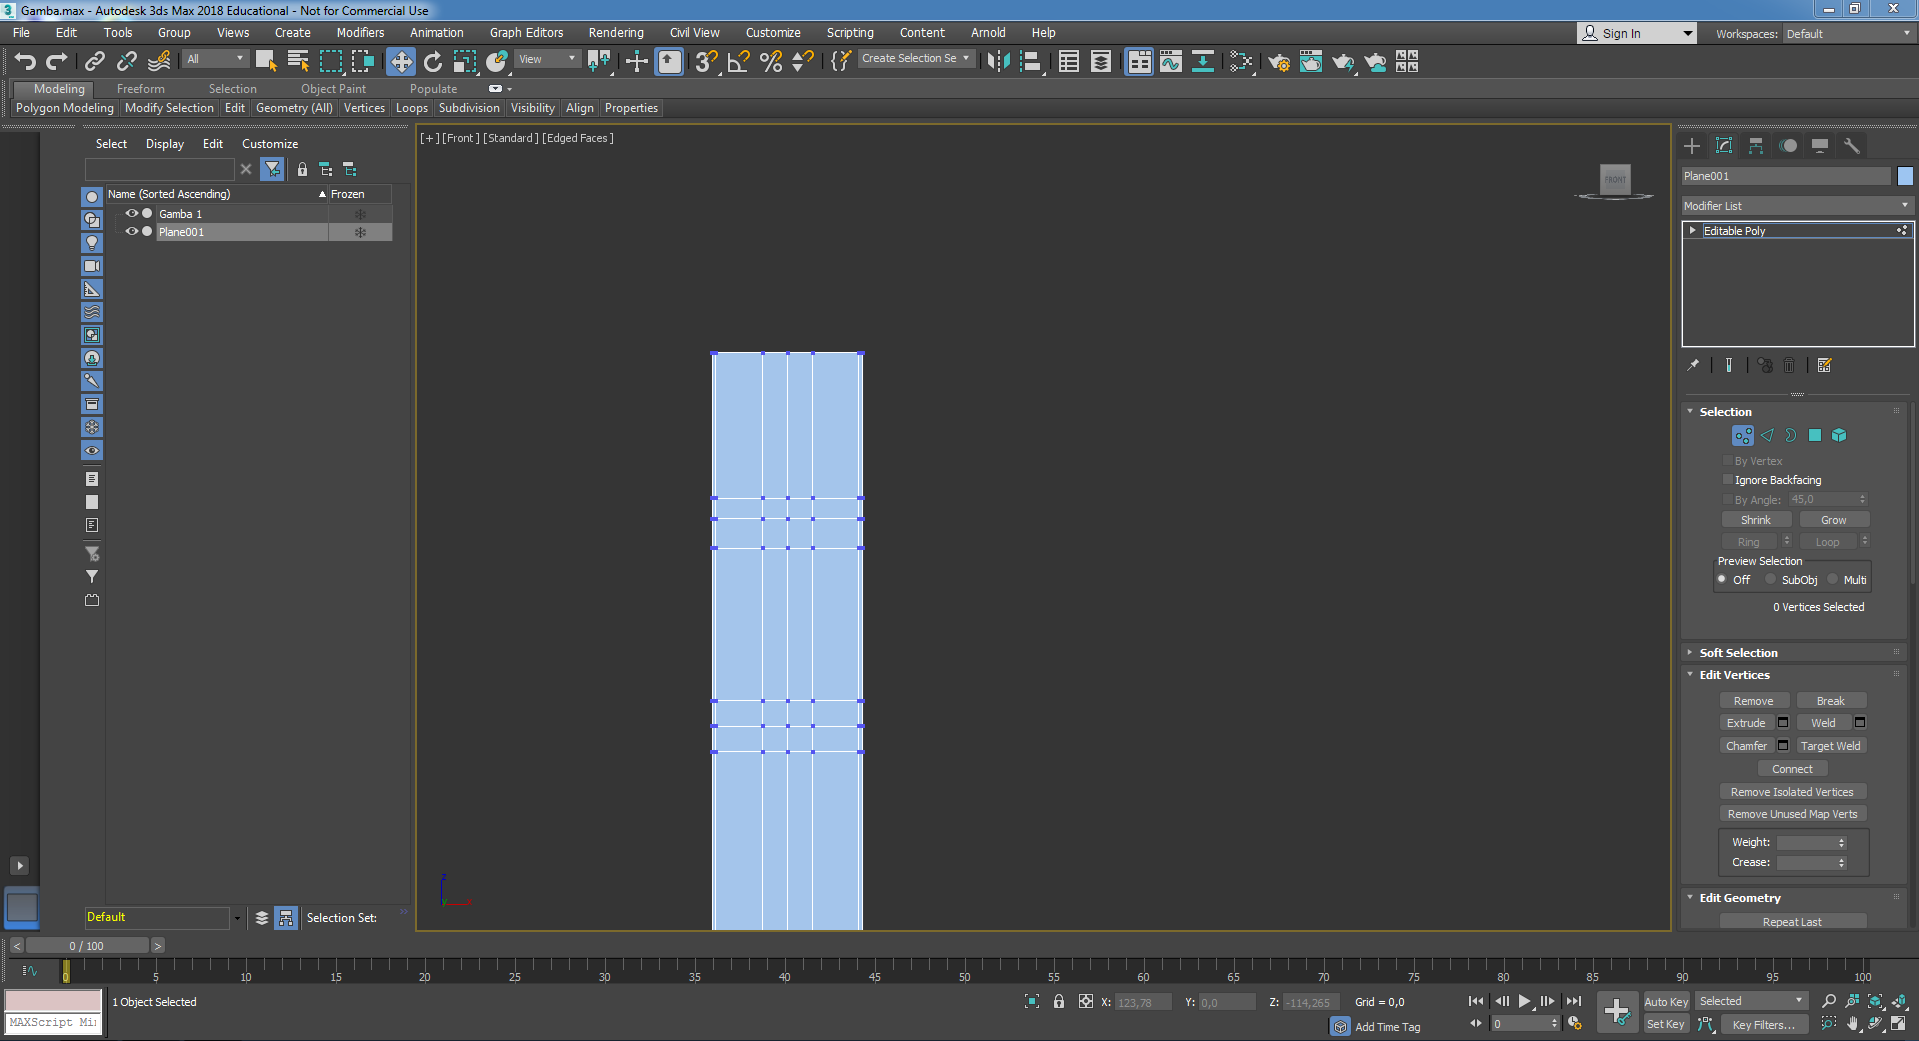 Gamba.max - Autodesk 3ds Max 2018 Educational - Not for Commercial Use
File Edit Tools Group Views Create Modifiers Animation Graph Editors Rendering Civil View Customize Scripting Content Arnold Help Sign In Workspaces: Default
All View Create Selection Se
Modeling Freeform Selection Object Paint Populate
Polygon Modeling Modify Selection Edit Geometry (All) Vertices Loops Subdivision Visibility Align Properties
Select Display Edit Customize
Name (Sorted Ascending) Frozen
Gamba 1
Plane001
[+] [Front ] [Standard ] [Edged Faces ]
FRONT
Plane001
Modifier List
Editable Poly
Selection
By Vertex
Ignore Backfacing
By Angle: 45,0
Shrink Grow
Ring Loop
Preview Selection
Off SubObj Multi
0 Vertices Selected
Soft Selection
Edit Vertices
Remove Break
Extrude Weld
Chamfer Target Weld
Connect
Remove Isolated Vertices
Remove Unused Map Verts
Weight:
Crease:
Edit Geometry
Repeat Last
z
Default Selection Set:
< 0 / 100 >
0 5 10 15 20 25 30 35 40 45 50 55 60 65 70 75 80 85 90 95 100
1 Object Selected X: 123,78 Y: 0,0 Z: -114,265 Grid = 0,0 Auto Key Selected
MAXScript Mi Add Time Tag 0 Set Key Key Filters...